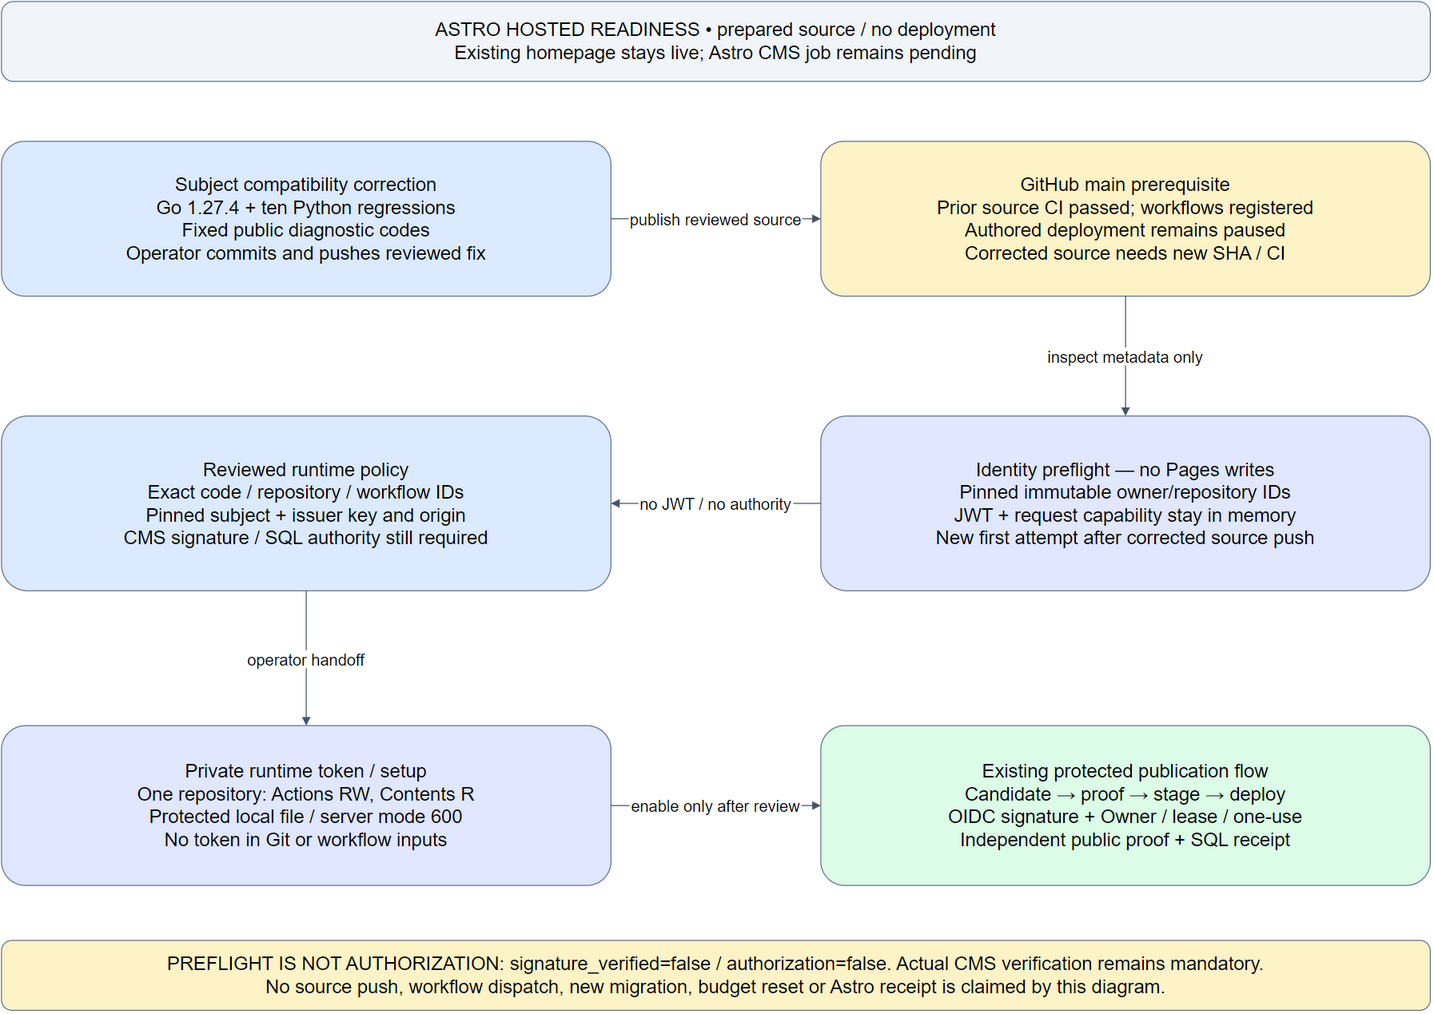 ASTRO HOSTED READINESS • prepared source / no deployment
Existing homepage stays live; Astro CMS job remains pending
Subject compatibility correction
Go 1.27.4 + ten Python regressions
Fixed public diagnostic codes
Operator commits and pushes reviewed fix
publish reviewed source
GitHub main prerequisite
Prior source CI passed; workflows registered
Authored deployment remains paused
Corrected source needs new SHA / CI
inspect metadata only
Reviewed runtime policy
Exact code / repository / workflow IDs
Pinned subject + issuer key and origin
CMS signature / SQL authority still required
no JWT / no authority
Identity preflight — no Pages writes
Pinned immutable owner/repository IDs
JWT + request capability stay in memory
New first attempt after corrected source push
operator handoff
Private runtime token / setup
One repository: Actions RW, Contents R
Protected local file / server mode 600
No token in Git or workflow inputs
enable only after review
Existing protected publication flow
Candidate → proof → stage → deploy
OIDC signature + Owner / lease / one-use
Independent public proof + SQL receipt
PREFLIGHT IS NOT AUTHORIZATION: signature_verified=false / authorization=false. Actual CMS verification remains mandatory.
No source push, workflow dispatch, new migration, budget reset or Astro receipt is claimed by this diagram.